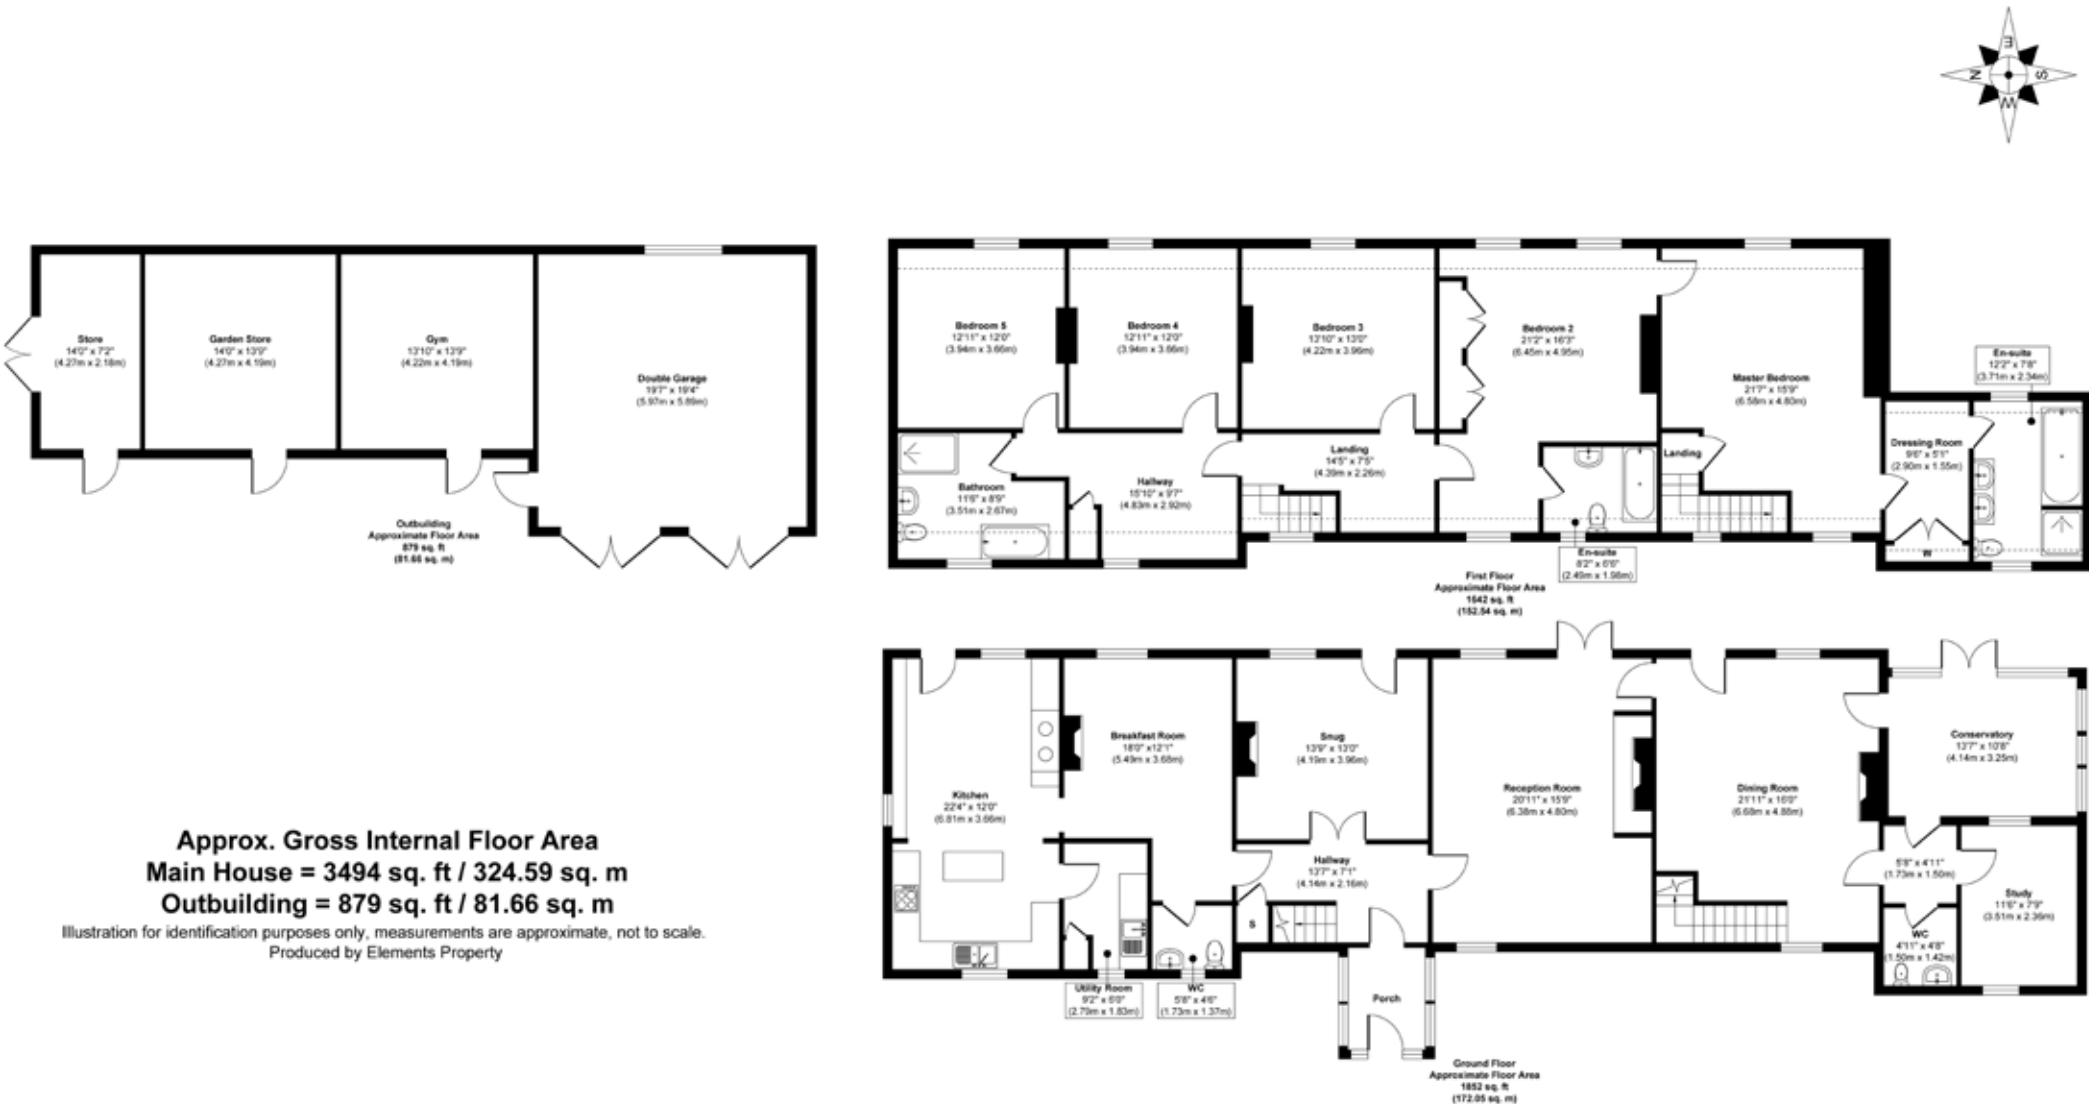 E
N
S
W
Store
14'0" x 7'2"
(4.27m x 2.18m)
Garden Store
14'0" x 13'9"
(4.27m x 4.19m)
Gym
13'10" x 13'9"
(4.22m x 4.19m)
Double Garage
19'7" x 19'4"
(5.97m x 5.89m)
Outbuilding
Approximate Floor Area
879 sq. ft
(81.66 sq. m)
Bedroom 5
12'11" x 12'0"
(3.94m x 3.66m)
Bedroom 4
12'11" x 12'0"
(3.94m x 3.66m)
Bedroom 3
13'10" x 13'0"
(4.22m x 3.96m)
Bedroom 2
21'2" x 16'3"
(6.45m x 4.95m)
Master Bedroom
21'7" x 15'9"
(6.58m x 4.80m)
En-suite
12'2" x 7'8"
(3.71m x 2.34m)
Dressing Room
9'6" x 5'1"
(2.90m x 1.55m)
Landing
Landing
14'5" x 7'5"
(4.39m x 2.26m)
Hallway
15'10" x 9'7"
(4.83m x 2.92m)
Bathroom
11'6" x 8'9"
(3.51m x 2.67m)
W
En-suite
8'2" x 6'6"
(2.49m x 1.98m)
First Floor
Approximate Floor Area
1642 sq. ft
(152.54 sq. m)
Kitchen
22'4" x 12'0"
(6.81m x 3.66m)
Breakfast Room
18'0" x12'1"
(5.49m x 3.68m)
Snug
13'9" x 13'0"
(4.19m x 3.96m)
Reception Room
20'11" x 15'9"
(6.38m x 4.80m)
Dining Room
21'11" x 16'0"
(6.68m x 4.88m)
Conservatory
13'7" x 10'8"
(4.14m x 3.25m)
Hallway
13'7" x 7'1"
(4.14m x 2.16m)
5'8" x 4'11"
(1.73m x 1.50m)
Study
11'6" x 7'9"
(3.51m x 2.36m)
WC
4'11" x 4'8"
(1.50m x 1.42m)
S
Utility Room
9'2" x 6'0"
(2.79m x 1.83m)
WC
5'8" x 4'6"
(1.73m x 1.37m)
Porch
Ground Floor
Approximate Floor Area
1852 sq. ft
(172.05 sq. m)
Approx. Gross Internal Floor Area
Main House = 3494 sq. ft / 324.59 sq. m
Outbuilding = 879 sq. ft / 81.66 sq. m
Illustration for identification purposes only, measurements are approximate, not to scale.
Produced by Elements Property